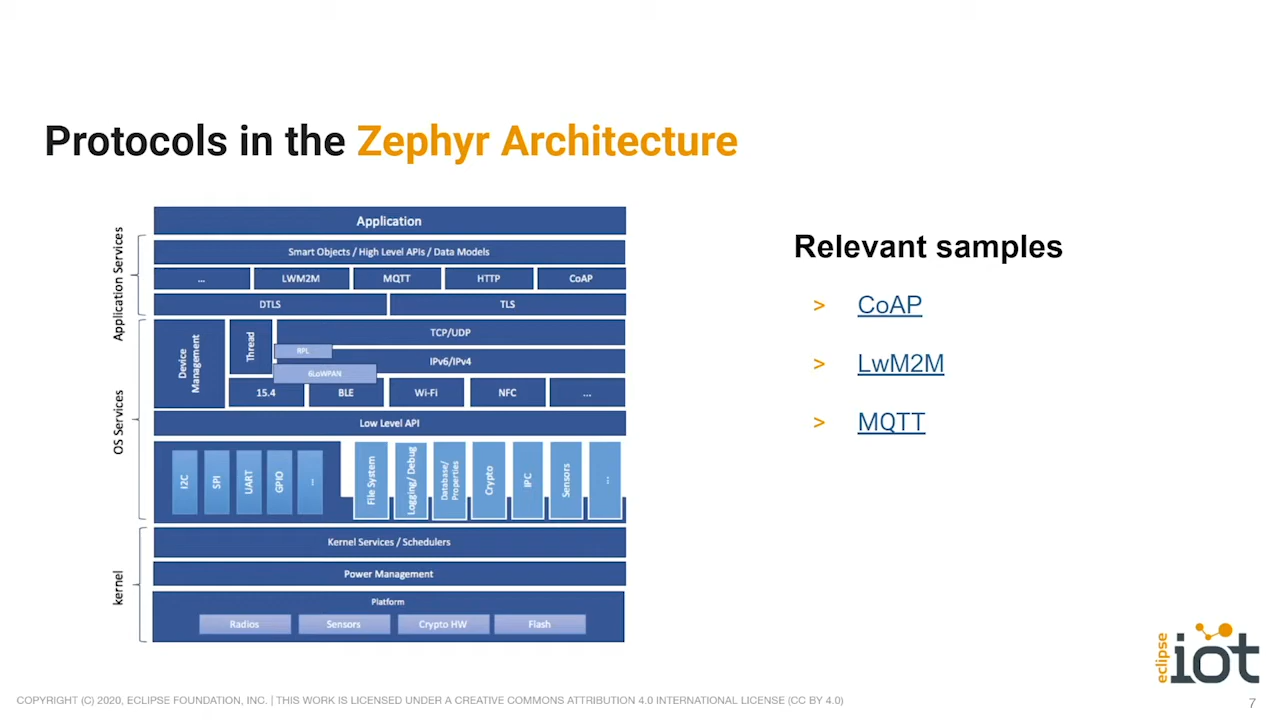 Protocols in the Zephyr Architecture
Application
Application Services
Smart Objects / High Level APIs / Data Models
... LWM2M MQTT HTTP CoAP
DTLS TLS
OS Services
Device Management
Thread
TCP/UDP
RPL
IPv6/IPv4
6LoWPAN
15.4 BLE Wi-Fi NFC ...
Low Level API
I2C SPI UART GPIO ...
File System
Logging/ Debug
Database/ Properties
Crypto
IPC
Sensors
...
kernel
Kernel Services / Schedulers
Power Management
Platform
Radios Sensors Crypto HW Flash
Relevant samples
> CoAP
> LwM2M
> MQTT
eclipse iot
COPYRIGHT (C) 2020, ECLIPSE FOUNDATION, INC. | THIS WORK IS LICENSED UNDER A CREATIVE COMMONS ATTRIBUTION 4.0 INTERNATIONAL LICENSE (CC BY 4.0)
7